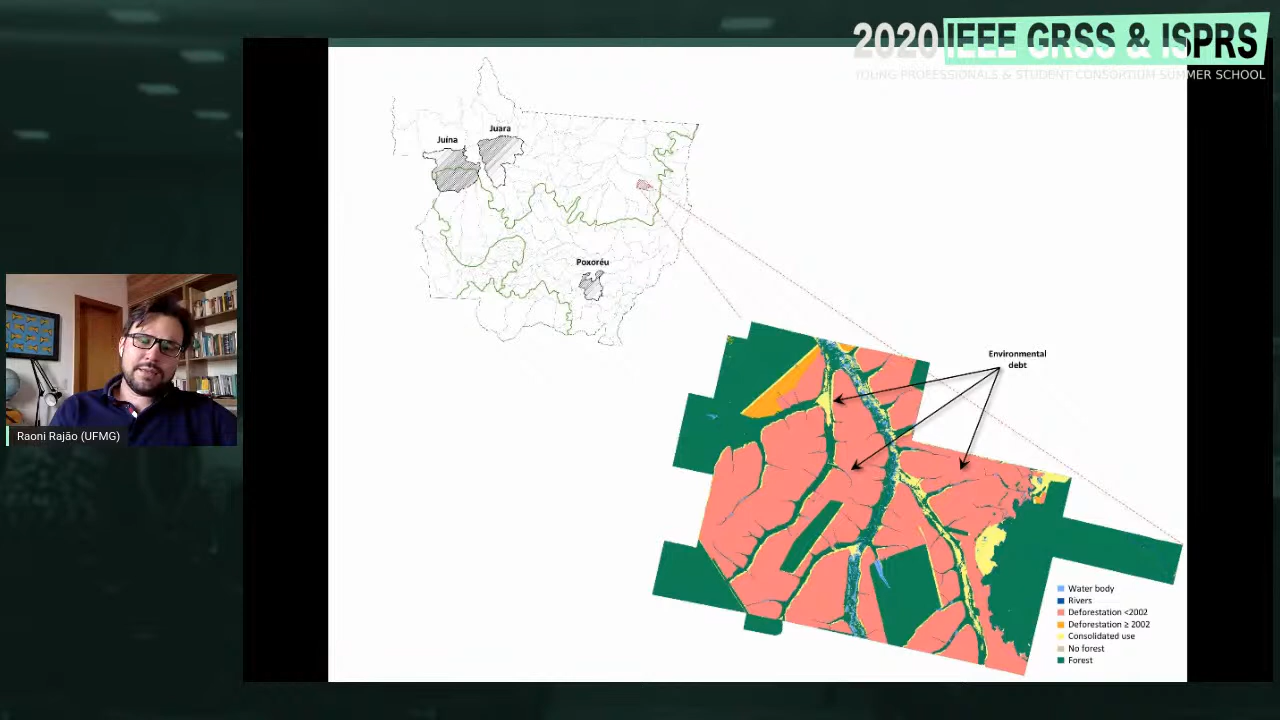 2020 IEEE GRSS & ISPRS
YOUNG PROFESSIONALS & STUDENT CONSORTIUM SUMMER SCHOOL
Juína
Juara
Poxoréu
Environmental
debt
Water body
Rivers
Deforestation <2002
Deforestation ≥ 2002
Consolidated use
No forest
Forest
Raoni Rajão (UFMG)